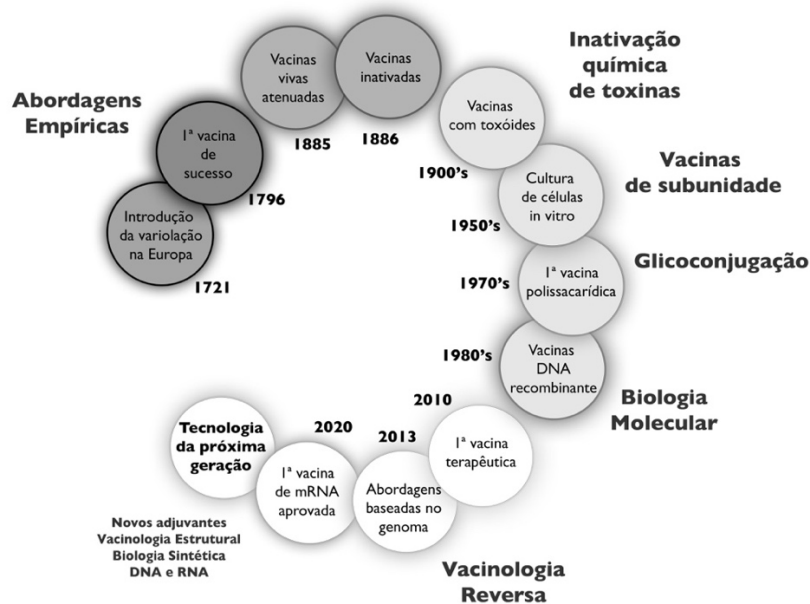 Abordagens
Empíricas
Introdução
da variolação
na Europa
1721
1ª vacina
de
sucesso
1796
Vacinas
vivas
atenuadas
1885
Vacinas
inativadas
1886
Inativação
química
de toxinas
Vacinas
com toxóides
1900's
Vacinas
de subunidade
Cultura
de células
in vitro
1950's
Glicoconjugação
1ª vacina
polissacarídica
1970's
Vacinas
DNA
recombinante
1980's
Biologia
Molecular
1ª vacina
terapêutica
2010
Abordagens
baseadas no
genoma
2013
Vacinologia
Reversa
1ª vacina
de mRNA
aprovada
2020
Tecnologia
da próxima
geração
Novos adjuvantes
Vacinologia Estrutural
Biologia Sintética
DNA e RNA